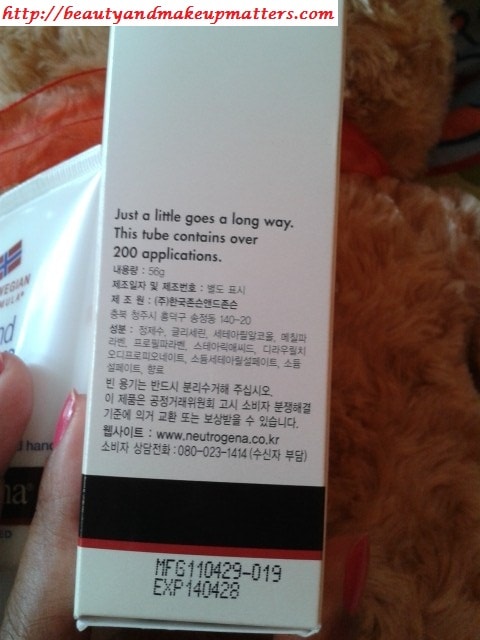 http://beautyandmakeupmatters.com/
Just a little goes a long way.
This tube contains over
200 applications.
내용량 : 56g
제조일자 및 제조번호 : 별도 표시
제 조 원 : (주)한국존슨앤드존슨
충북 청주시 흥덕구 송정동 140-20
성분 : 정제수, 글리세린, 세테아릴알코올, 메칠파
라벤, 프로필파라벤, 스테아릭애씨드, 디라우릴치
오디프로피오네이트, 소듐세테아릴설페이트, 소듐
설페이트, 향료
빈 용기는 반드시 분리수거해 주십시오.
이 제품은 공정거래위원회 고시 소비자 분쟁해결
기준에 의거 교환 또는 보상받을 수 있습니다.
웹사이트 : www.neutrogena.co.kr
소비자 상담전화 : 080-023-1414 (수신자 부담)
MFG110429-019
EXP140428